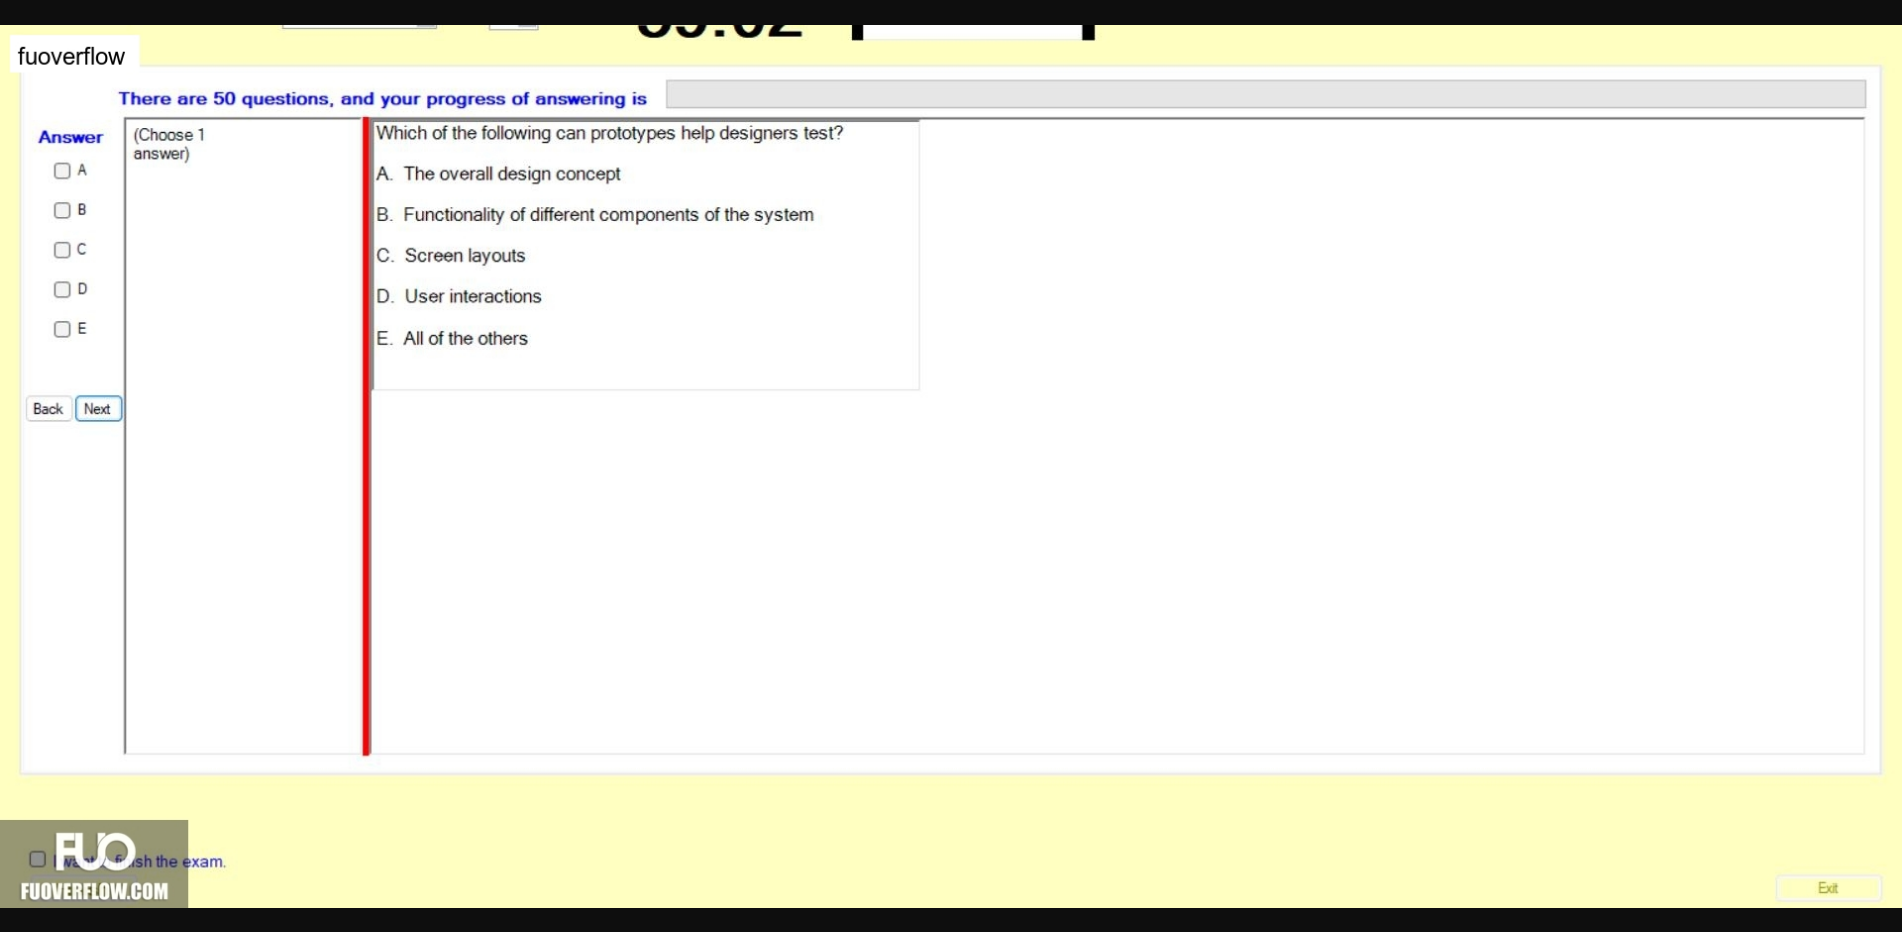 fuoverflow
There are 50 questions, and your progress of answering is
Answer
(Choose 1
answer)
A
B
C
D
E
Back
Next
Which of the following can prototypes help designers test?
A. The overall design concept
B. Functionality of different components of the system
C. Screen layouts
D. User interactions
E. All of the others
FUO
sh the exam.
FUOVERFLOW.COM
Exit